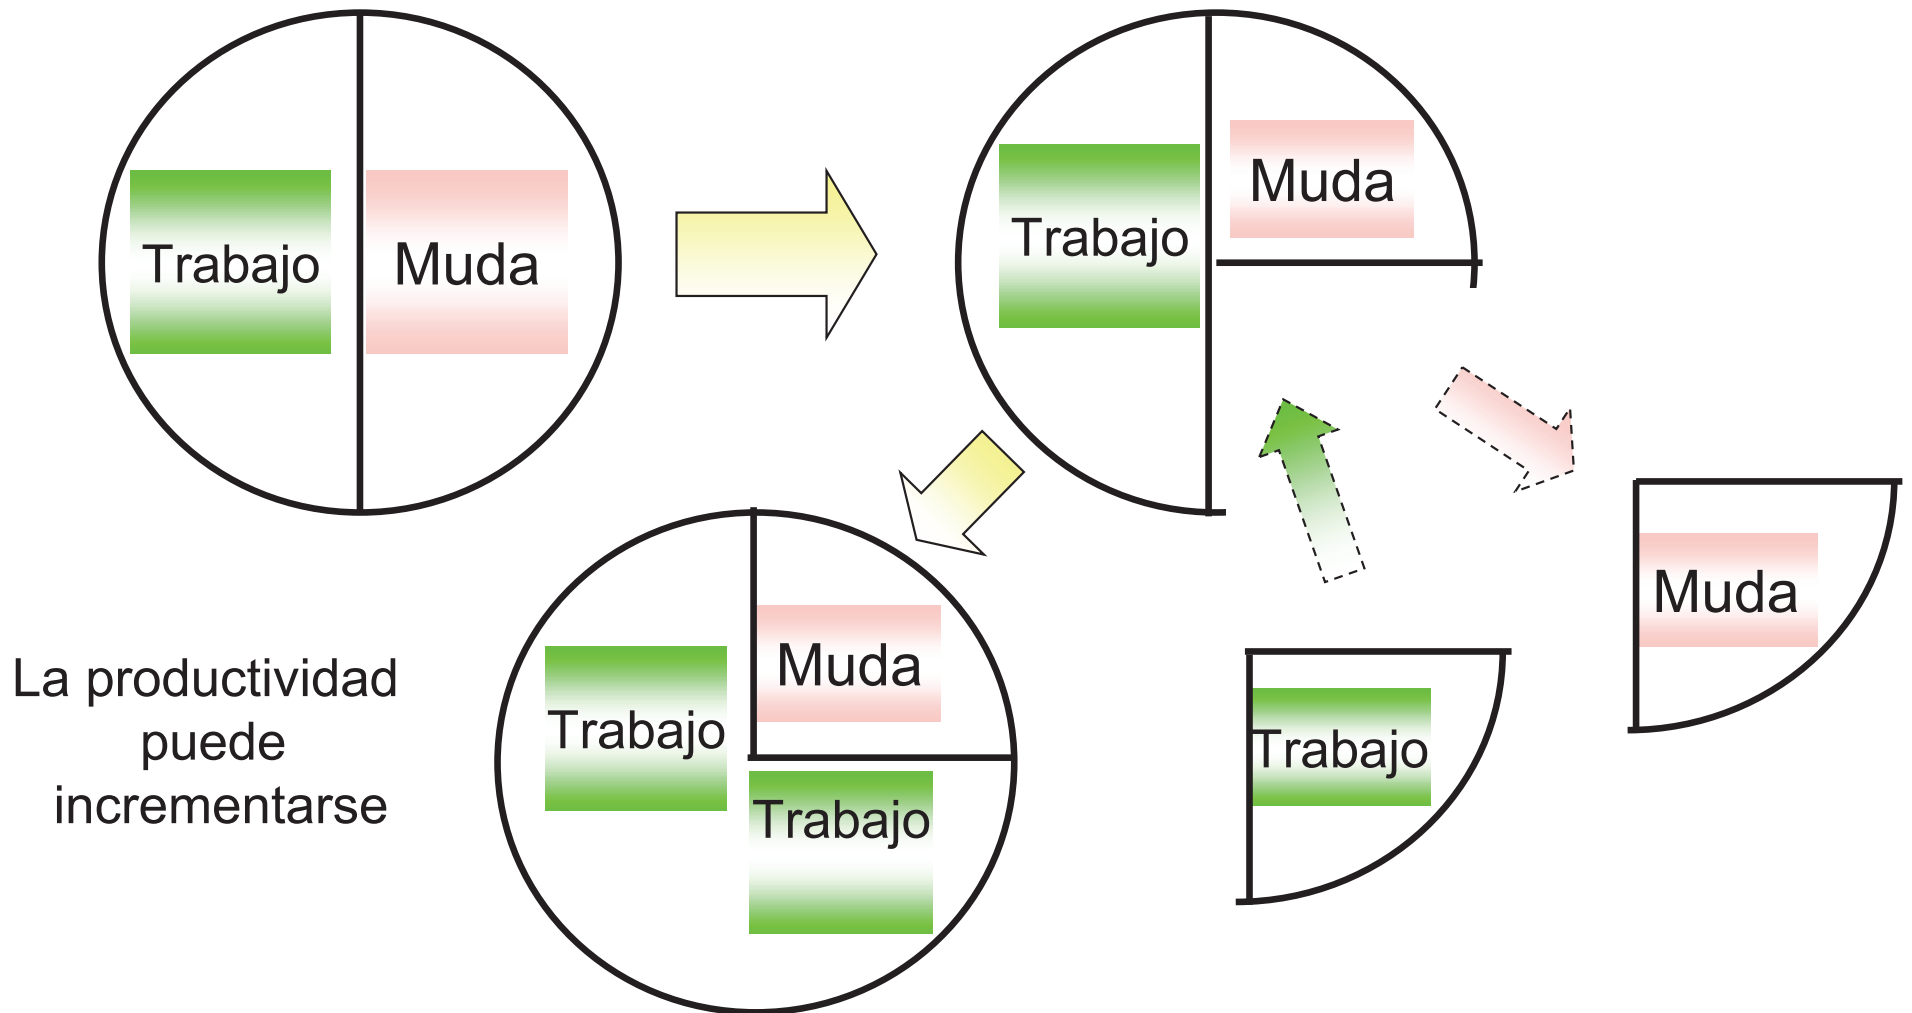 Trabajo
Muda
Trabajo
Muda
Muda
Trabajo
Muda
Trabajo
Trabajo
La productividad
puede
incrementarse